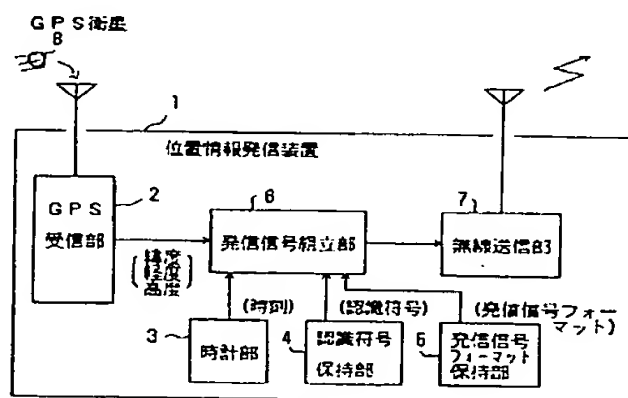 GPS衛星
8
1
位置情報発信装置
2
GPS
受信部
緯度
経度
高度
6
発信信号組立部
7
無線送信部
(時刻)
(認識符号)
(発信信号フォー
マット)
3
時計部
4
認識符号
保持部
5
発信信号
フォーマット
保持部